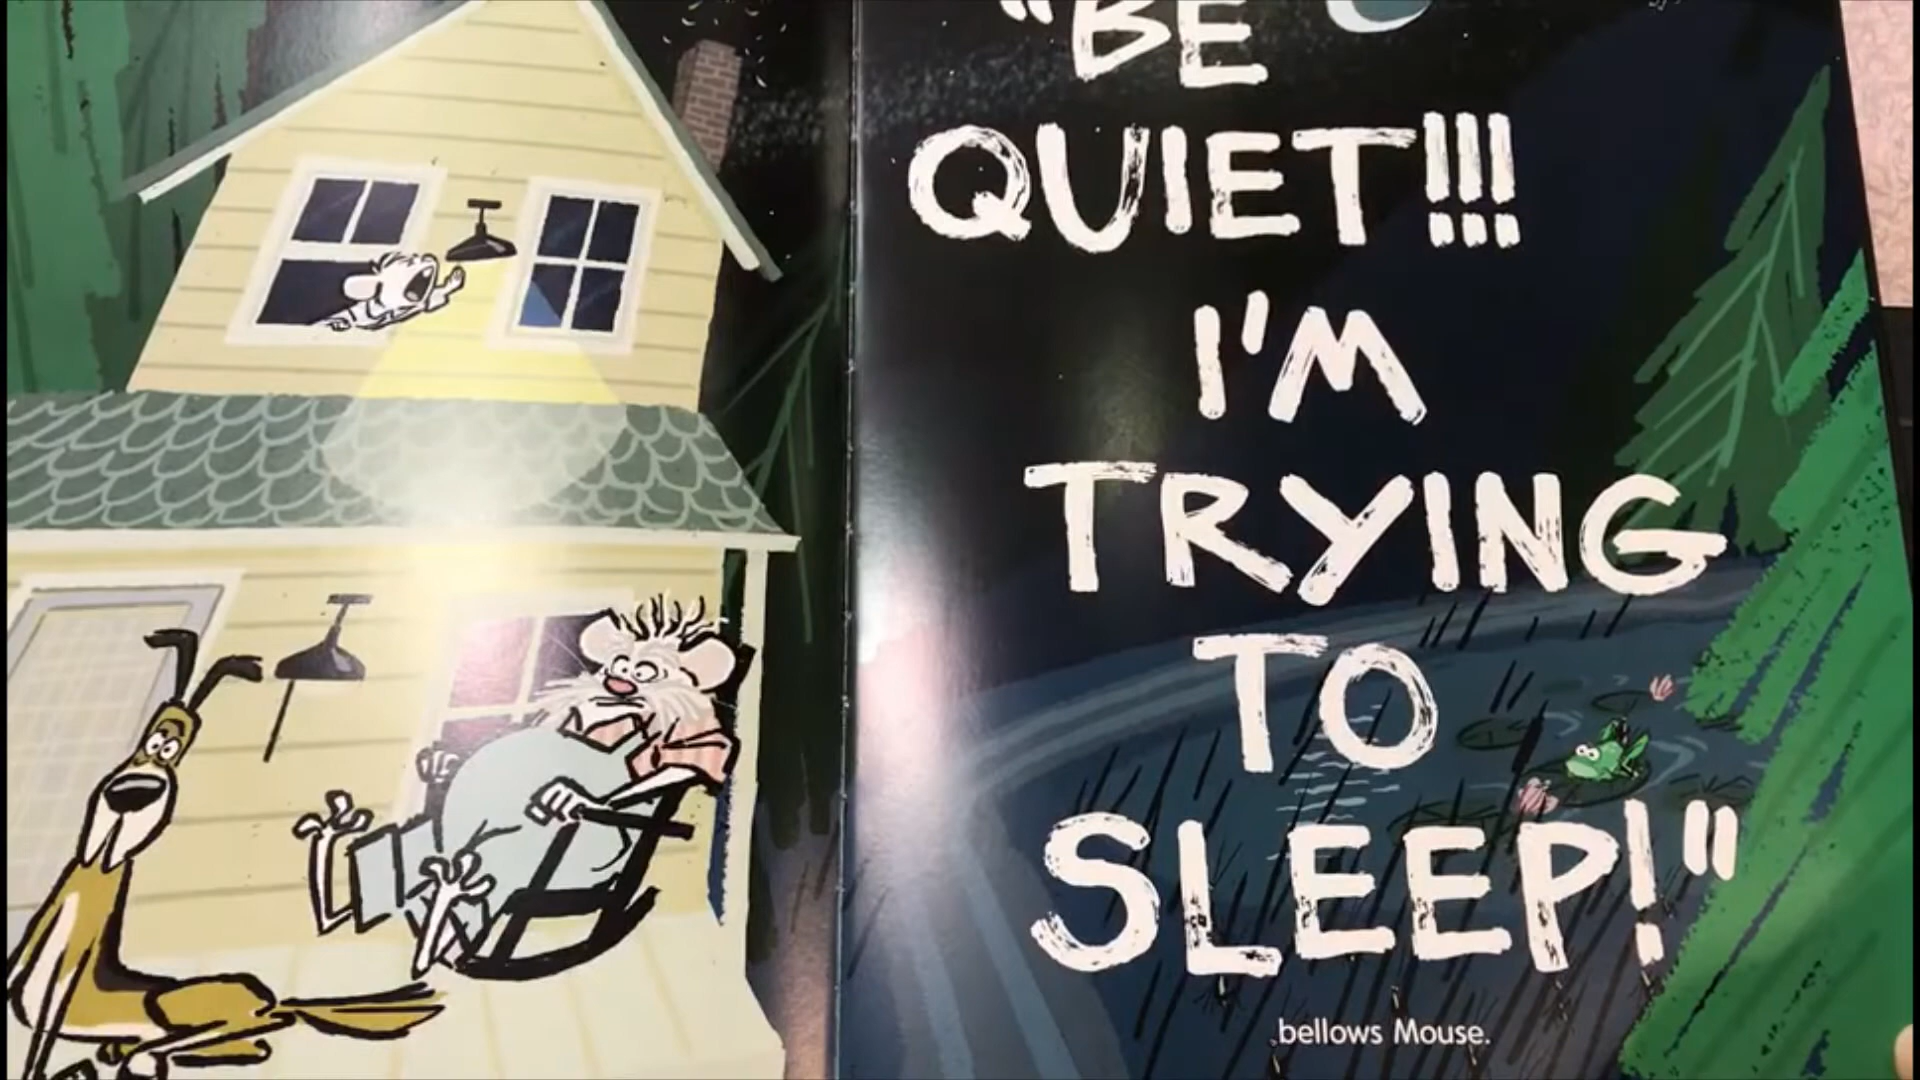 "BE
QUIET!!!
I'M
TRYING
TO
SLEEP!"
bellows Mouse.